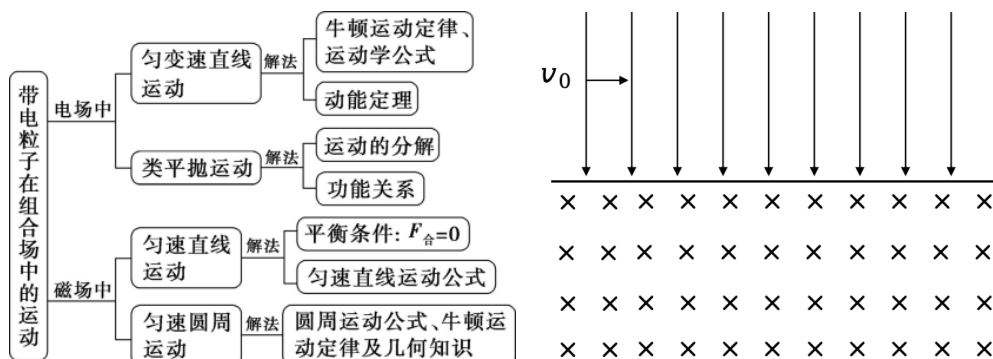 带电粒子在组合场中的运动
电场中
匀变速直线
运动
解法
牛顿运动定律、
运动学公式
动能定理
类平抛运动
解法
运动的分解
功能关系
磁场中
匀速直线
运动
解法
平衡条件: F合=0
匀速直线运动公式
匀速圆周
运动
解法
圆周运动公式、牛顿运
动定律及几何知识
v₀